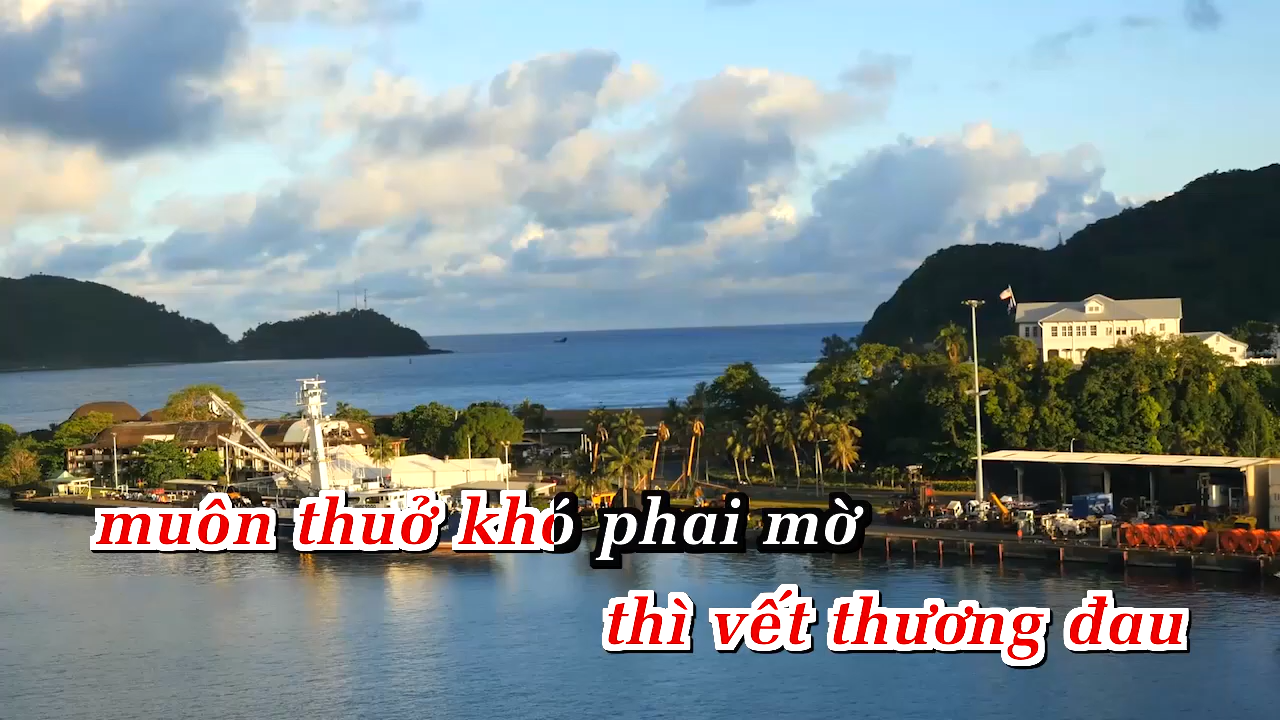 muôn thuở khó phai mờ
thì vết thương đau